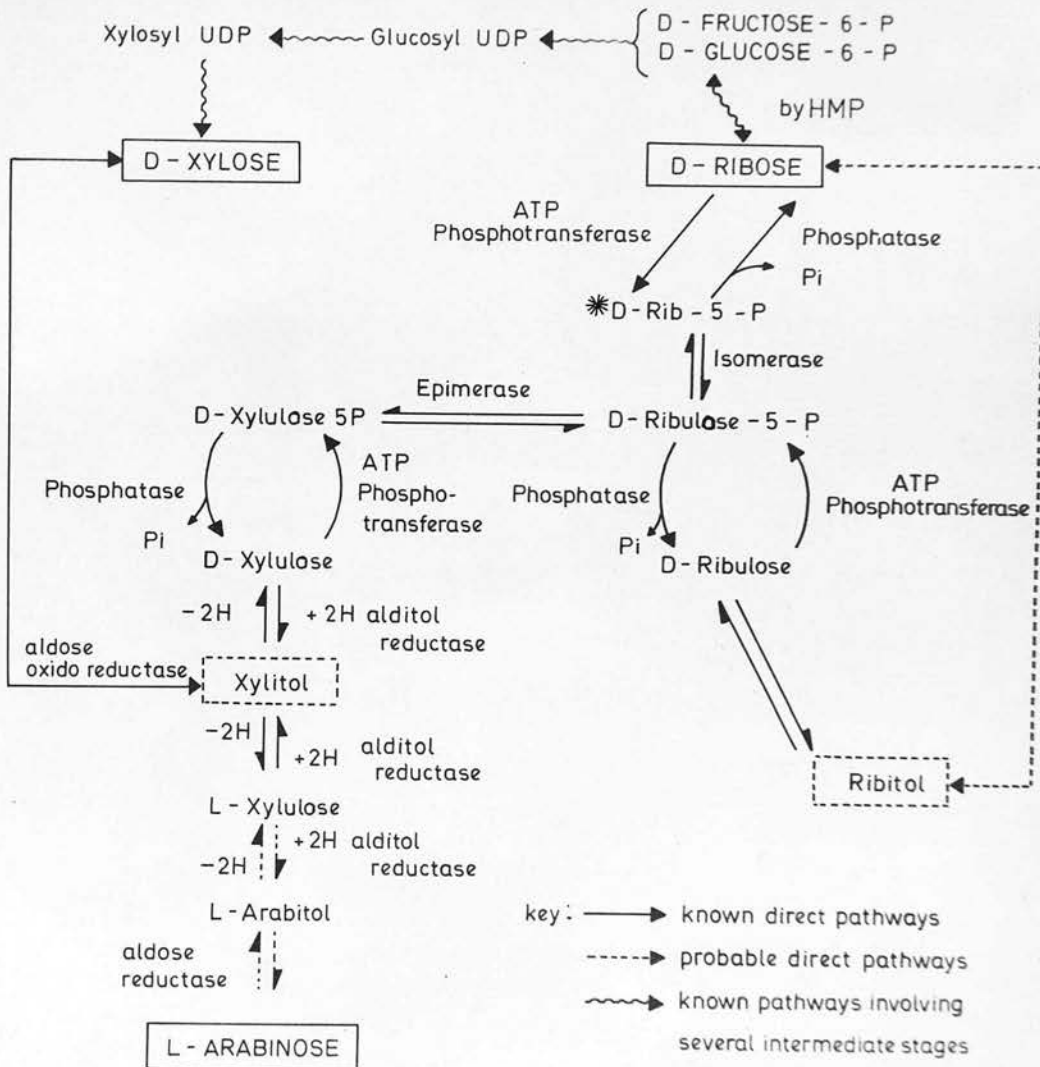 D - FRUCTOSE - 6 - P
Xylosyl UDP
Glucosyl UDP
D - GLUCOSE - 6 - P
by HMP
D - XYLOSE
D - RIBOSE
ATP
Phosphotransferase
Phosphatase
Pi
*D-Rib - 5 - P
Isomerase
Epimerase
D-Xylulose 5P
D-Ribulose - 5 - P
Phosphatase
Pi
ATP
Phospho-
transferase
Phosphatase
Pi
ATP
Phosphotransferase
D-Xylulose
D-Ribulose
-2H
+ 2H alditol
reductase
aldose
oxido reductase
Xylitol
-2H
+2H
alditol
reductase
Ribitol
L-Xylulose
-2H
+2H alditol
reductase
L-Arabitol
aldose
reductase
L - ARABINOSE
key :
known direct pathways
probable direct pathways
known pathways involving
several intermediate stages